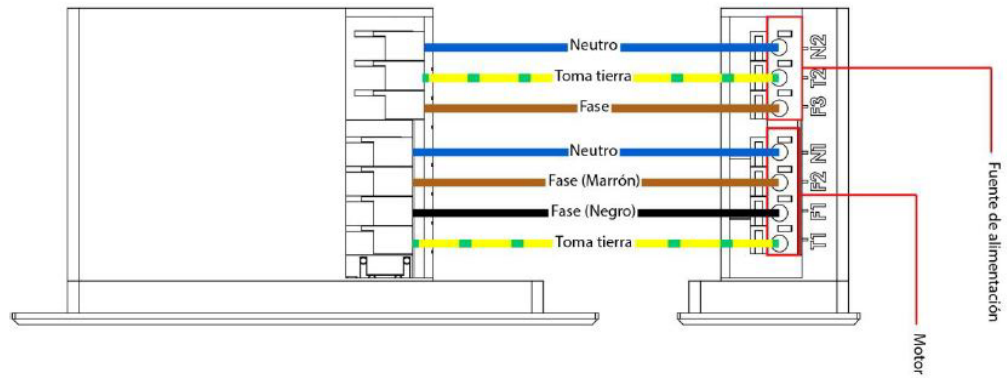 Neutro
N2
Toma tierra
T2
Fase
F3
Neutro
N1
Fase (Marrón)
F2
Fase (Negro)
F1
Toma tierra
T1
Fuente de alimentación
Motor